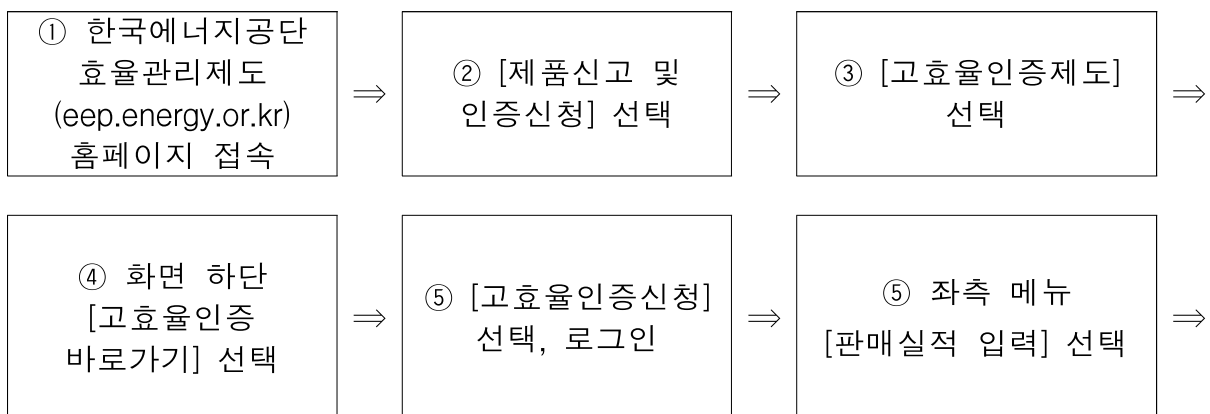 ① 한국에너지공단
효율관리제도
(eep.energy.or.kr)
홈페이지 접속
⇒
② [제품신고 및
인증신청] 선택
⇒
③ [고효율인증제도]
선택
⇒
④ 화면 하단
[고효율인증
바로가기] 선택
⇒
⑤ [고효율인증신청]
선택, 로그인
⇒
⑤ 좌측 메뉴
[판매실적 입력] 선택
⇒